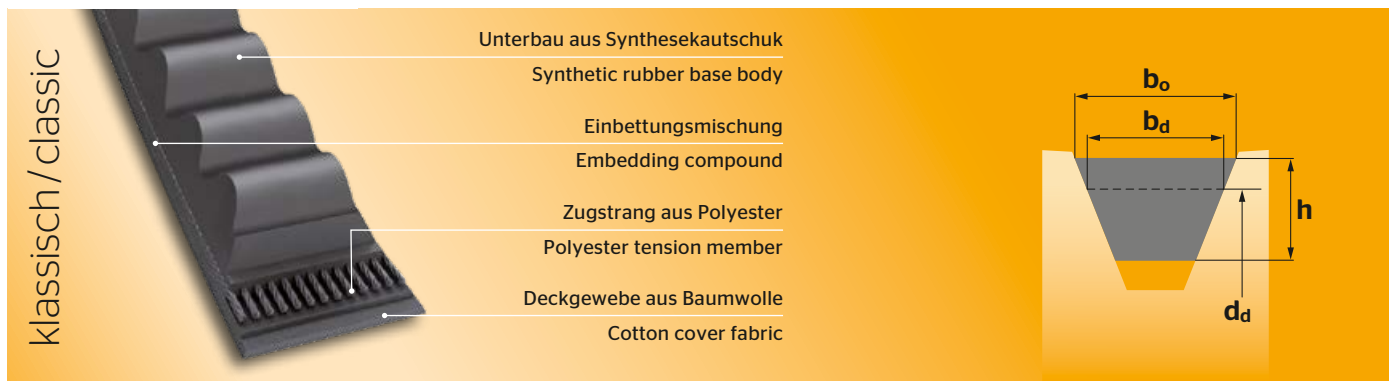 klassisch / classic
Unterbau aus Synthesekautschuk
Synthetic rubber base body
Einbettungsmischung
Embedding compound
Zugstrang aus Polyester
Polyester tension member
Deckgewebe aus Baumwolle
Cotton cover fabric
bo
bd
h
dd